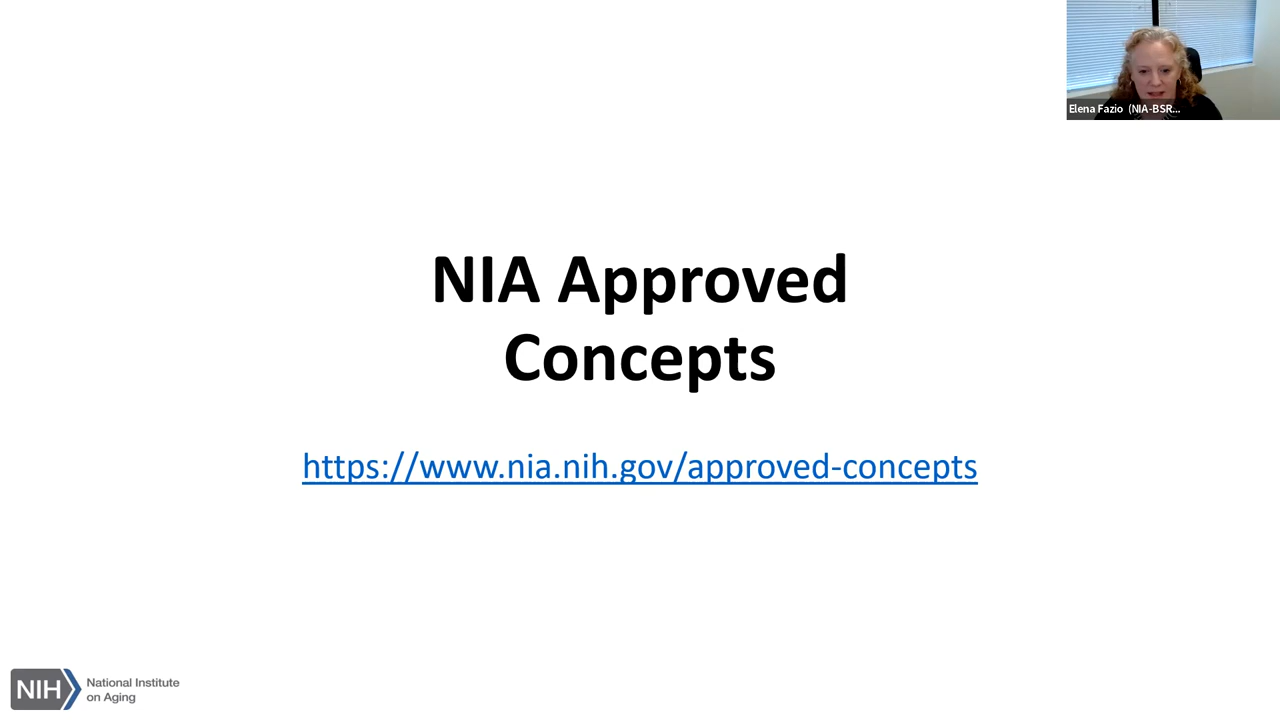 Elena Fazio (NIA-BSR...
NIA Approved
Concepts
https://www.nia.nih.gov/approved-concepts
NIH National Institute
on Aging